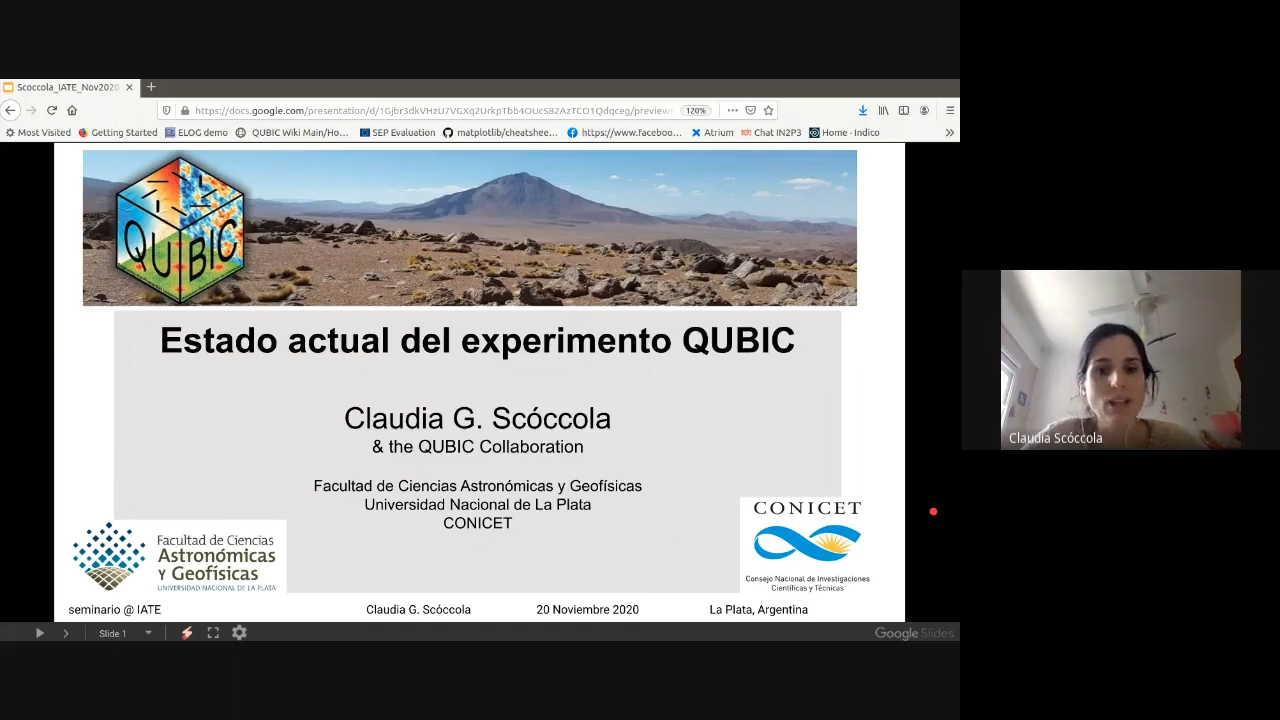 Scoccola_IATE_Nov2020
https://docs.google.com/presentation/d/1Gjbr3dkVHzU7VGXq2UrkpTbb4OUcS82AzTCO1Qdqceg/preview
120%
Most Visited
Getting Started
ELOG demo
QUBIC Wiki Main/Ho...
SEP Evaluation
matplotlib/cheatshee...
https://www.faceboo...
Atrium
Chat IN2P3
Home · Indico
QUBIC
Estado actual del experimento QUBIC
Claudia G. Scóccola
& the QUBIC Collaboration
Facultad de Ciencias Astronómicas y Geofísicas
Universidad Nacional de La Plata
CONICET
Facultad de Ciencias
Astronómicas
y Geofísicas
UNIVERSIDAD NACIONAL DE LA PLATA
CONICET
Consejo Nacional de Investigaciones
Científicas y Técnicas
seminario @ IATE
Claudia G. Scóccola
20 Noviembre 2020
La Plata, Argentina
Slide 1
Google Slides
Claudia Scóccola